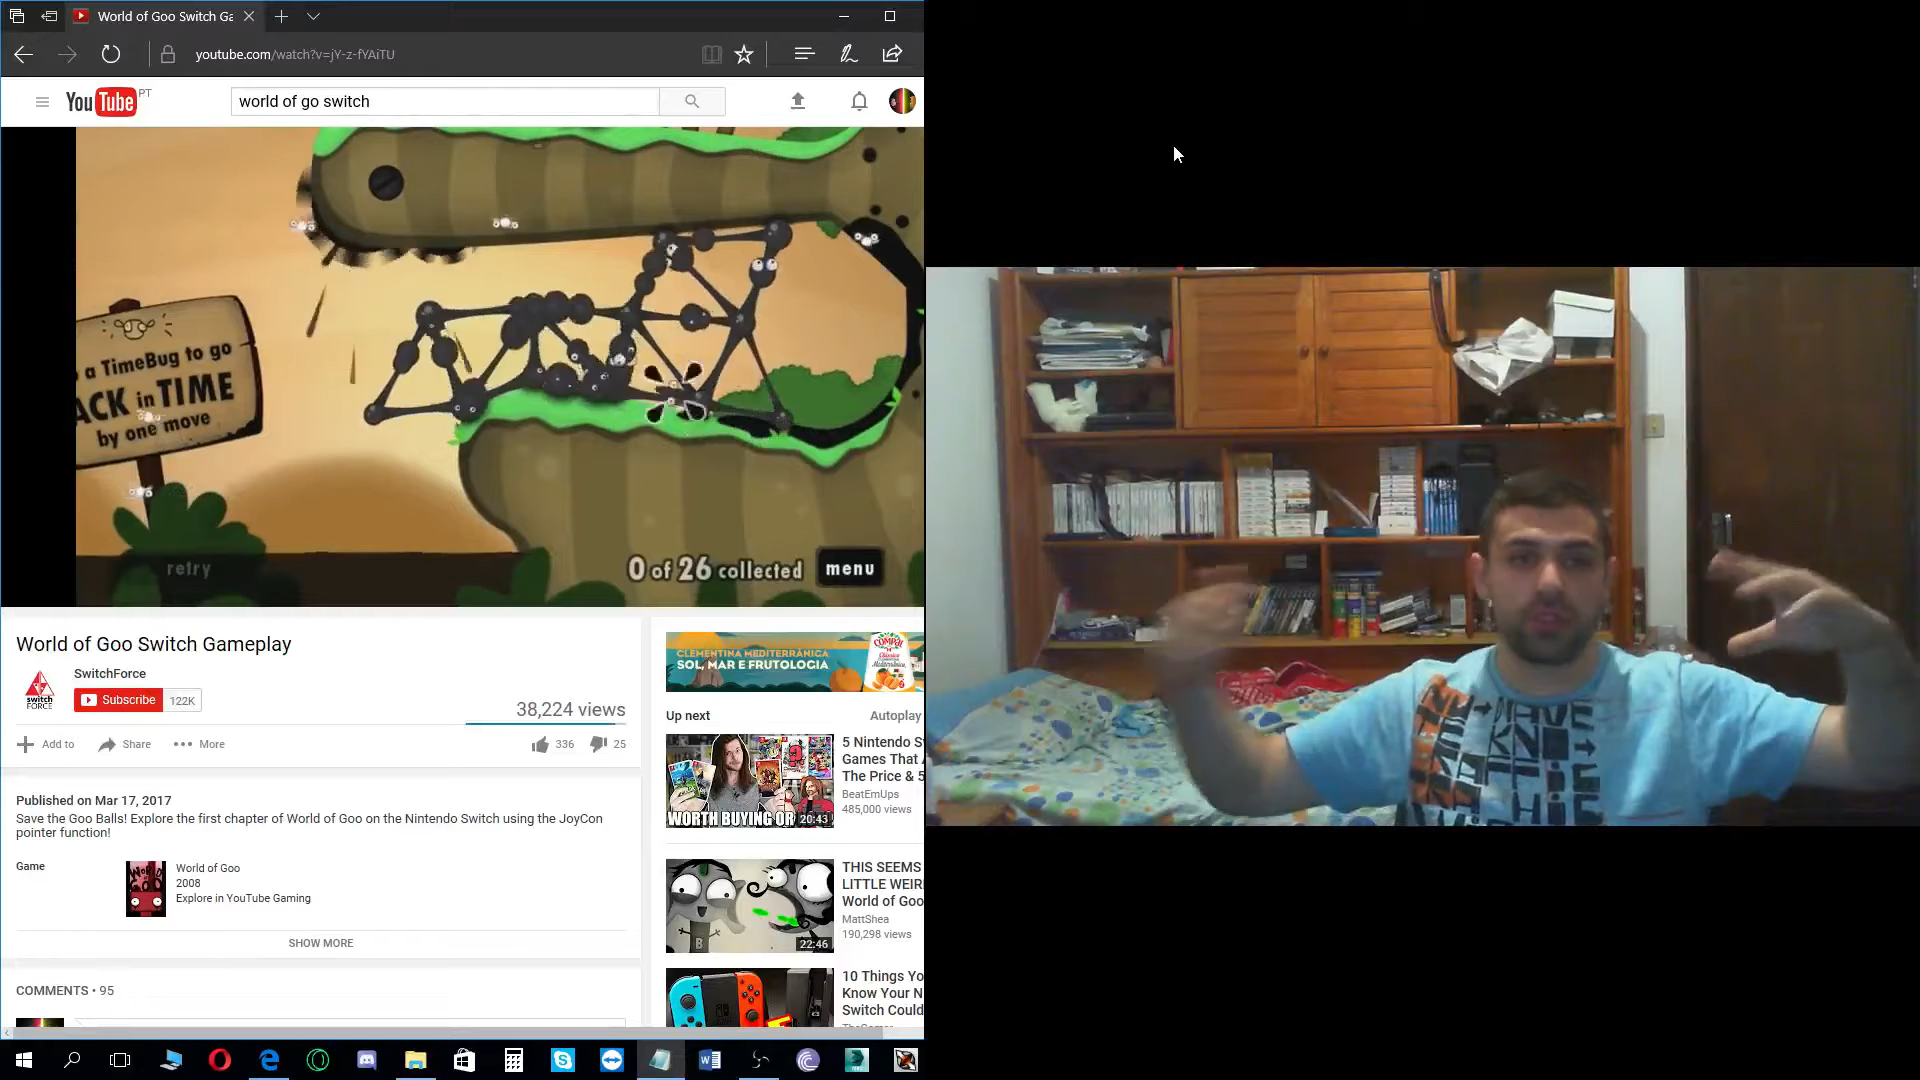 World of Goo Switch Ga
youtube.com/watch?v=jY-z-fYAiTU
YouTube PT
world of go switch
a TimeBug to go
ACK in TIME
by one move
retry
0 of 26 collected
menu
World of Goo Switch Gameplay
SwitchForce
switch
FORCE
Subscribe 122K
38,224 views
Add to
Share
More
336
25
Published on Mar 17, 2017
Save the Goo Balls! Explore the first chapter of World of Goo on the Nintendo Switch using the JoyCon
pointer function!
Game
World of Goo
2008
Explore in YouTube Gaming
SHOW MORE
COMMENTS • 95
CLEMENTINA MEDITERRÂNICA
SOL, MAR E FRUTOLOGIA
COMPAL
Up next
Autoplay
WORTH BUYING OR
20:43
5 Nintendo S
Games That A
The Price & 5
BeatEmUps
485,000 views
B
22:46
THIS SEEMS
LITTLE WEIR
World of Goo
MattShea
190,298 views
10 Things Yo
Know Your N
Switch Could